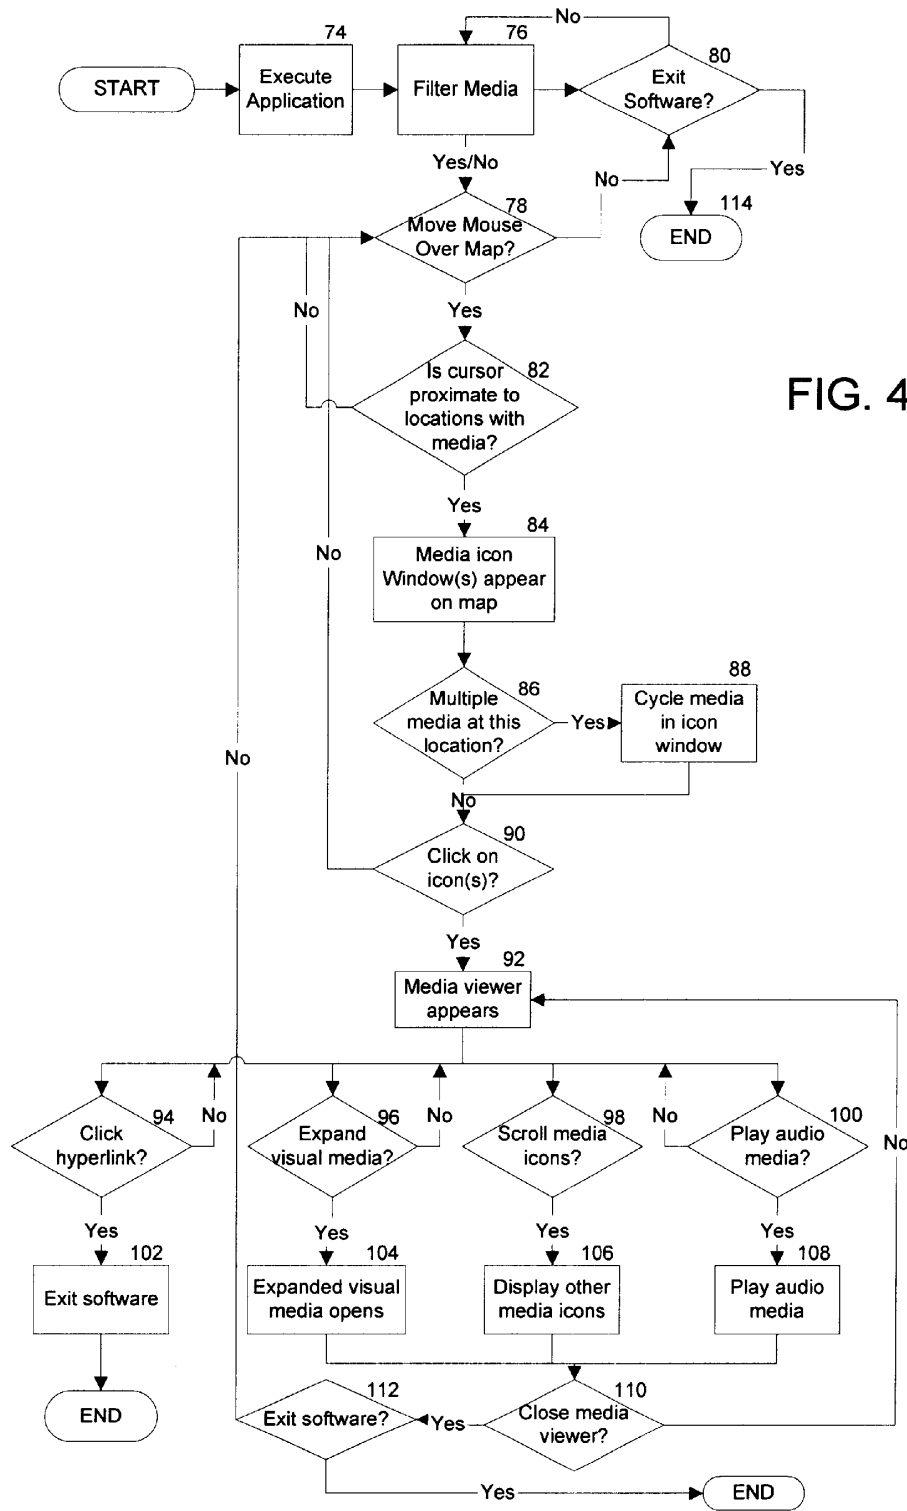 No
74
76
80
START
Execute
Application
Filter Media
Exit
Software?
Yes/No
No
Yes
78
114
Move Mouse
Over Map?
END
No
Yes
82
Is cursor
proximate to
locations with
media?
FIG. 4
Yes
84
No
Media icon
Window(s) appear
on map
86
88
Multiple
media at this
location?
Yes
Cycle media
in icon
window
No
No
90
Click on
icon(s)?
Yes
92
Media viewer
appears
94
No
96
No
98
No
100
Click
hyperlink?
Expand
visual media?
Scroll media
icons?
Play audio
media?
No
Yes
Yes
Yes
Yes
102
104
106
108
Exit software
Expanded visual
media opens
Display other
media icons
Play audio
media
112
110
END
Exit software?
Yes
Close media
viewer?
Yes
END